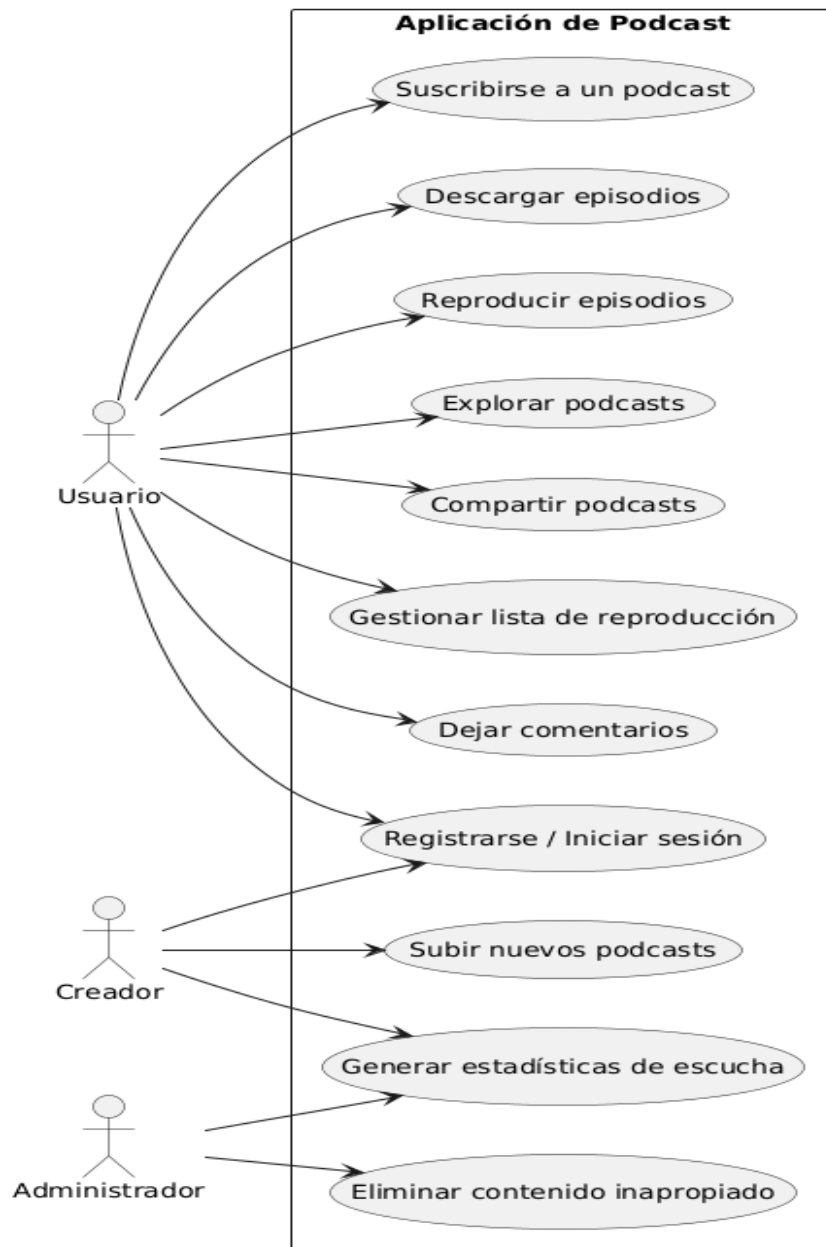 Aplicación de Podcast
Suscribirse a un podcast
Descargar episodios
Reproducir episodios
Explorar podcasts
Usuario
Compartir podcasts
Gestionar lista de reproducción
Dejar comentarios
Registrarse / Iniciar sesión
Subir nuevos podcasts
Creador
Generar estadísticas de escucha
Administrador
Eliminar contenido inapropiado